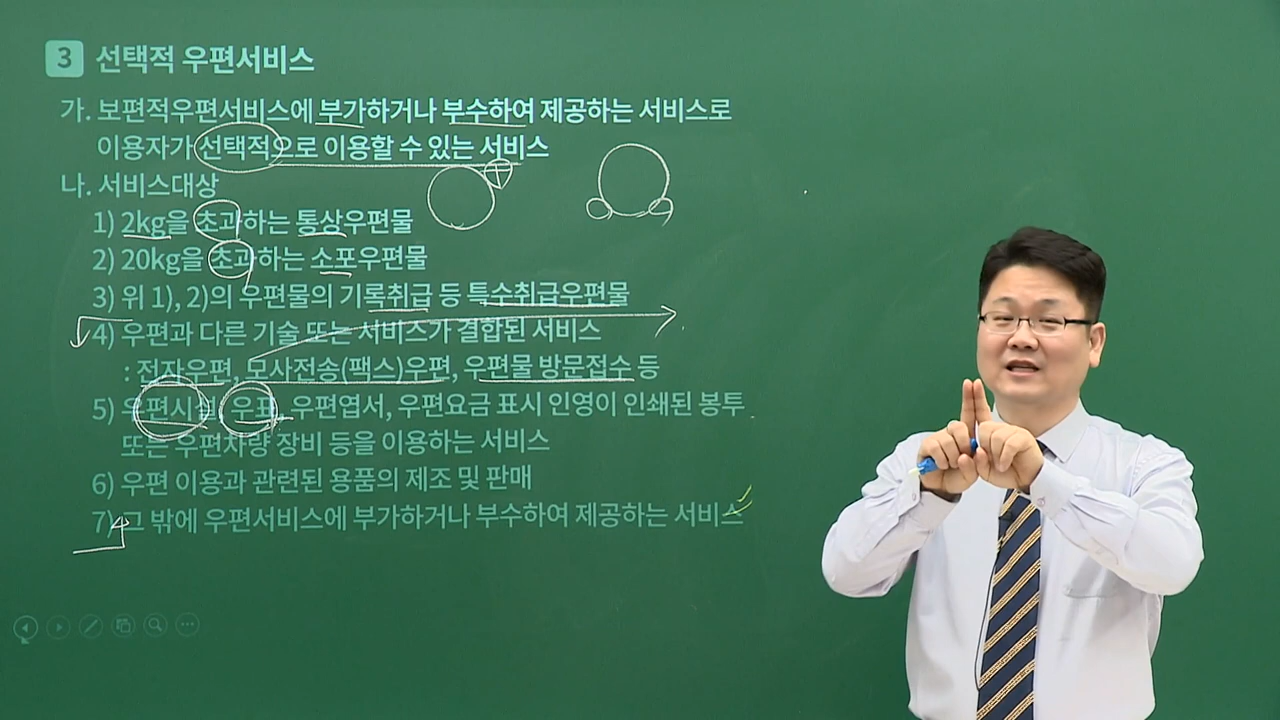 3 선택적 우편서비스
가. 보편적우편서비스에 부가하거나 부수하여 제공하는 서비스로
이용자가 선택적으로 이용할 수 있는 서비스
나. 서비스대상
1) 2kg을 초과하는 통상우편물
2) 20kg을 초과하는 소포우편물
3) 위 1), 2)의 우편물의 기록취급 등 특수취급우편물
4) 우편과 다른 기술 또는 서비스가 결합된 서비스
: 전자우편, 모사전송(팩스)우편, 우편물 방문접수 등
5) 우편시설, 우표, 우편엽서, 우편요금 표시 인영이 인쇄된 봉투
또는 우편차량 장비 등을 이용하는 서비스
6) 우편 이용과 관련된 용품의 제조 및 판매
7) 그 밖에 우편서비스에 부가하거나 부수하여 제공하는 서비스